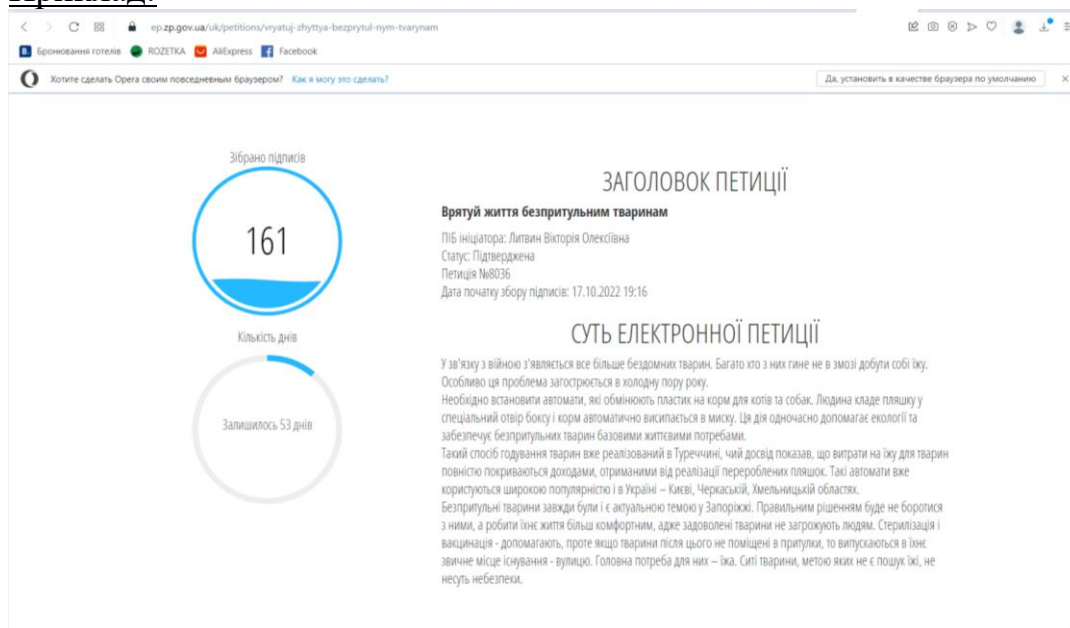 Приклад:
ep.zp.gov.ua/uk/petitions/vryatuj-zhyttya-bezprytul-nym-tvarynam
Бронювання готелів ROZETKA AliExpress Facebook
Хотите сделать Opera своим повседневным браузером? Как я могу это сделать? Да, установить в качестве браузера по умолчанию
Зібрано підписів
161
Кількість днів
Залишилось 53 днів
ЗАГОЛОВОК ПЕТИЦІЇ
Врятуй життя безпритульним тваринам
ПІБ ініціатора: Литвин Вікторія Олексіївна
Статус: Підтверджена
Петиція №8036
Дата початку збору підписів: 17.10.2022 19:16
СУТЬ ЕЛЕКТРОННОЇ ПЕТИЦІЇ
У зв'язку з війною з'являється все більше бездомних тварин. Багато хто з них гине не в змозі добути собі їжу.
Особливо ця проблема загострюється в холодну пору року.
Необхідно встановити автомати, які обмінюють пластик на корм для котів та собак. Людина кладе пляшку у
спеціальний отвір боксу і корм автоматично висипається в миску. Ця дія одночасно допомагає екології та
забезпечує безпритульних тварин базовими життєвими потребами.
Такий спосіб годування тварин вже реалізований в Туреччині, чий досвід показав, що витрати на їжу для тварин
повністю покриваються доходами, отриманими від реалізації перероблених пляшок. Такі автомати вже
користуються широкою популярністю і в Україні – Києві, Черкаській, Хмельницькій областях.
Безпритульні тварини завжди були і є актуальною темою у Запоріжжі. Правильним рішенням буде не боротися
з ними, а робити їхнє життя більш комфортним, адже задоволені тварини не загрожують людям. Стерилізація і
вакцинація - допомагають, проте якщо тварини після цього не поміщені в притулки, то випускаються в їхнє
звичне місце існування - вулицю. Головна потреба для них – їжа. Ситі тварини, метою яких не є пошук їжі, не
несуть небезпеки.